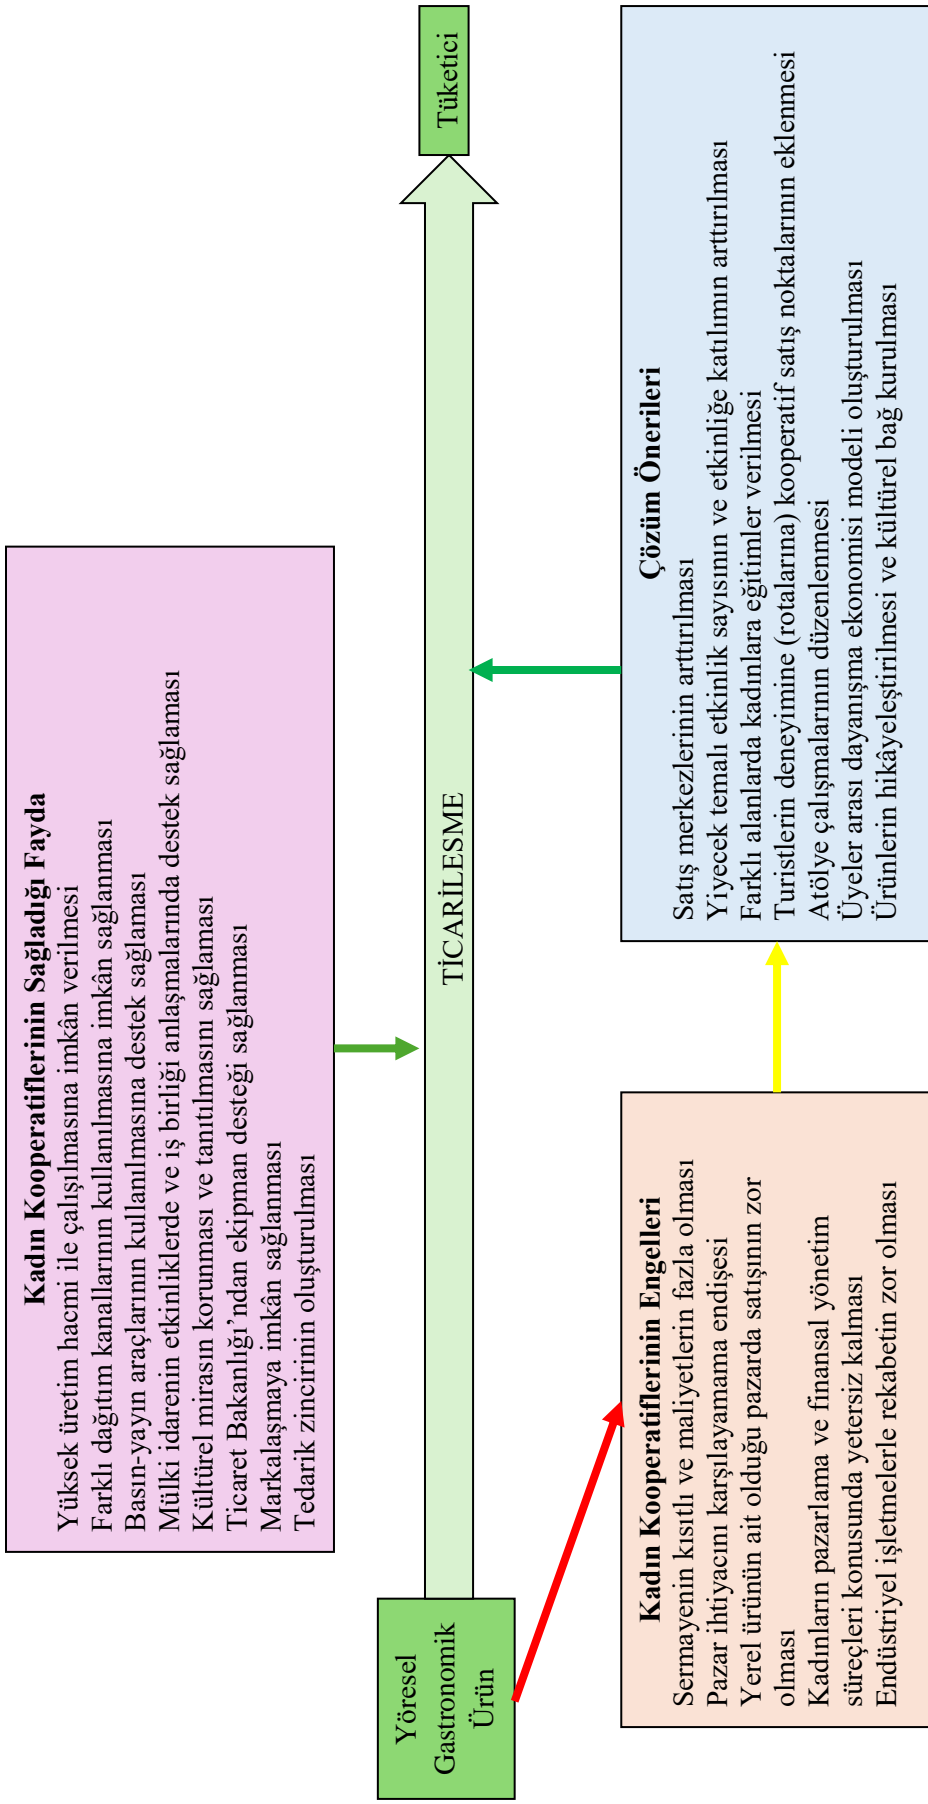 Kadın Kooperatiflerinin Sağladığı Fayda
Yüksek üretim hacmi ile çalışılmasına imkân verilmesi
Farklı dağıtım kanallarının kullanılmasına imkân sağlanması
Basın-yayın araçlarının kullanılmasına destek sağlaması
Mülki idarenin etkinliklerde ve iş birliği anlaşmalarında destek sağlaması
Kültürel mirasın korunması ve tanıtılmasını sağlaması
Ticaret Bakanlığı’ndan ekipman desteği sağlanması
Markalaşmaya imkân sağlanması
Tedarik zincirinin oluşturulması
Yöresel
Gastronomik
Ürün
TİCARİLESME
Tüketici
Kadın Kooperatiflerinin Engelleri
Sermayenin kısıtlı ve maliyetlerin fazla olması
Pazar ihtiyacını karşılayamama endişesi
Yerel ürünün ait olduğu pazarda satışının zor
olması
Kadınların pazarlama ve finansal yönetim
süreçleri konusunda yetersiz kalması
Endüstriyel işletmelerle rekabetin zor olması
Çözüm Önerileri
Satış merkezlerinin arttırılması
Yiyecek temalı etkinlik sayısının ve etkinliğe katılımın arttırılması
Farklı alanlarda kadınlara eğitimler verilmesi
Turistlerin deneyimine (rotalarına) kooperatif satış noktalarının eklenmesi
Atölye çalışmalarının düzenlenmesi
Üyeler arası dayanışma ekonomisi modeli oluşturulması
Ürünlerin hikâyeleştirilmesi ve kültürel bağ kurulması